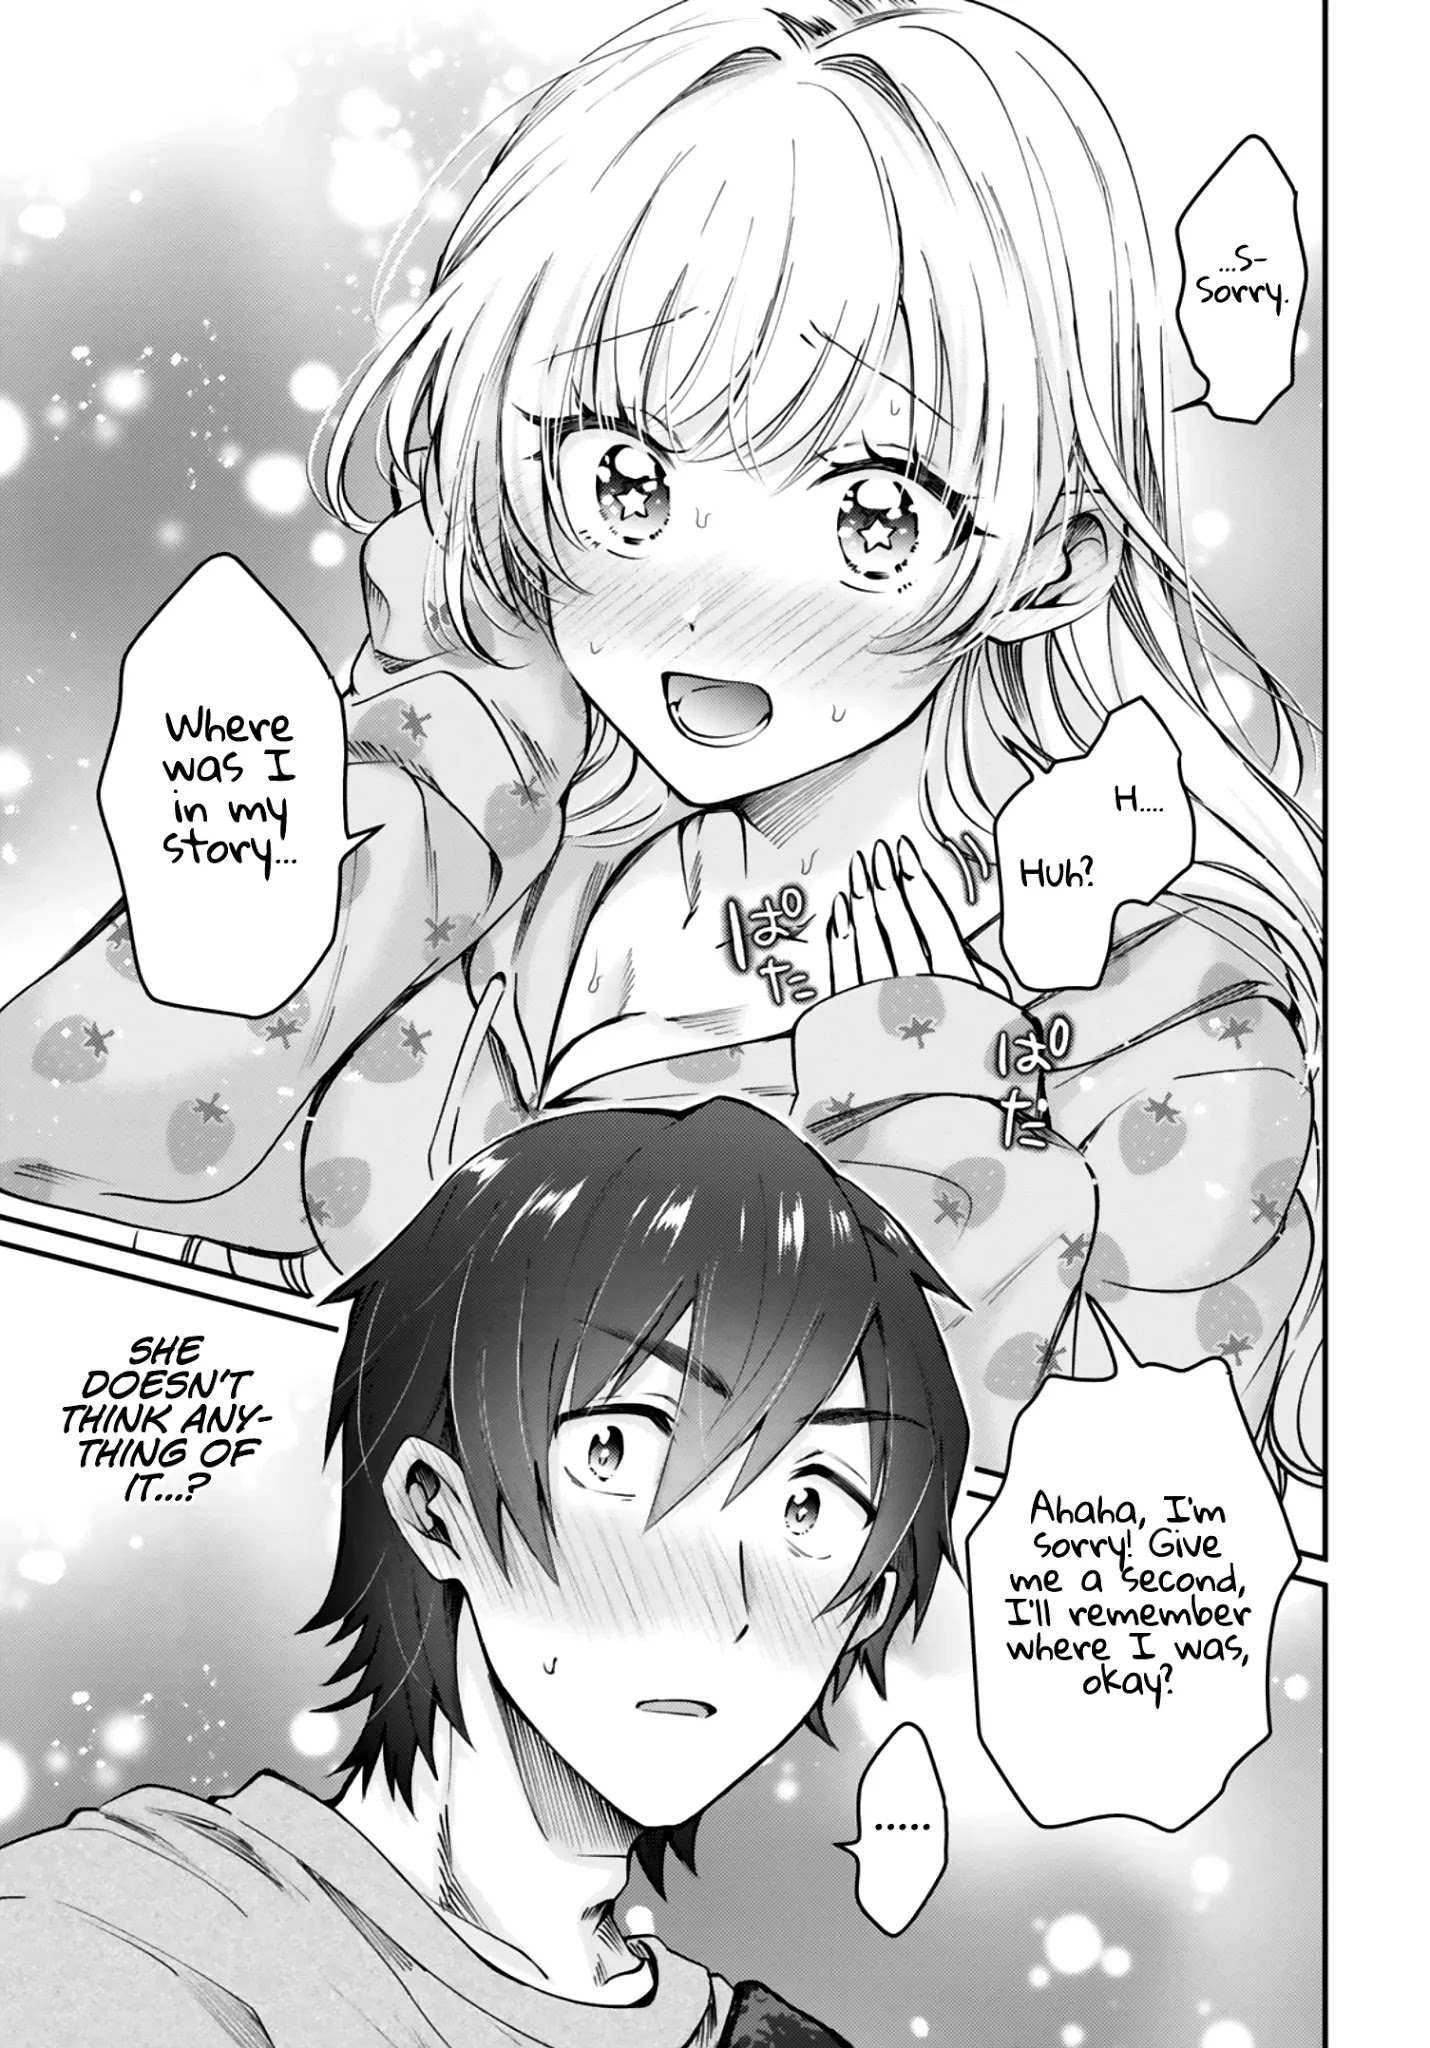 ...S-
Sorry.
H....
Huh?
Where
was I
in my
story...
ぱた
ぱた
Ahaha, I'm
sorry! Give
me a second,
I'll remember
where I was,
okay?
SHE
DOESN'T
THINK ANY-
THING OF
IT...?
.....